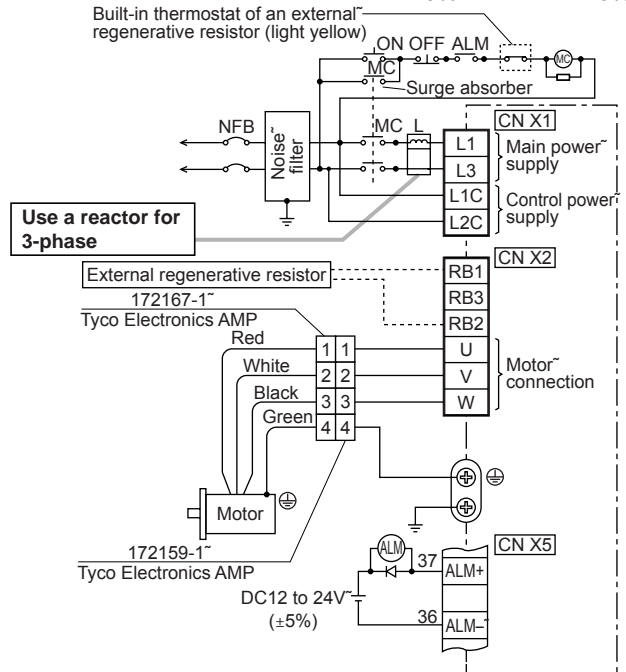 Built-in thermostat of an external~
regenerative resistor (light yellow)
ON OFF ALM
MC
MC
Surge absorber
NFB
Noise~
filter
MC L
CN X1
L1
L3
L1C
L2C
Main power~
supply
Control power~
supply
Use a reactor for
3-phase
CN X2
External regenerative resistor
RB1
RB3
RB2
U
V
W
172167-1~
Tyco Electronics AMP
Red
White
Black
Green
1 1
2 2
3 3
4 4
Motor~
connection
Motor
172159-1~
Tyco Electronics AMP
CN X5
ALM
37
ALM+
DC12 to 24V~
(±5%)
36
ALM–~